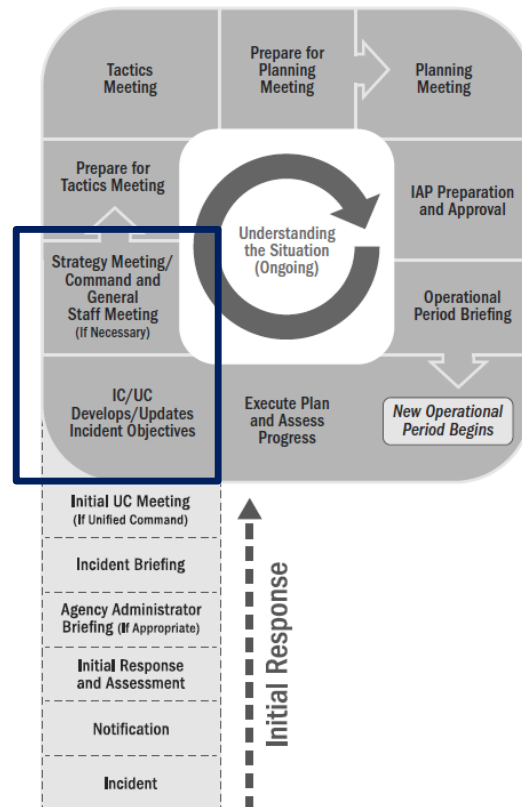 Tactics
Meeting
Prepare for
Planning
Meeting
Planning
Meeting
Prepare for
Tactics Meeting
IAP Preparation
and Approval
Understanding
the Situation
(Ongoing)
Strategy Meeting/
Command and
General
Staff Meeting
(If Necessary)
Operational
Period Briefing
IC/UC
Develops/Updates
Incident Objectives
Execute Plan
and Assess
Progress
New Operational
Period Begins
Initial UC Meeting
(If Unified Command)
Incident Briefing
Agency Administrator
Briefing (If Appropriate)
Initial Response
and Assessment
Notification
Incident
Initial Response